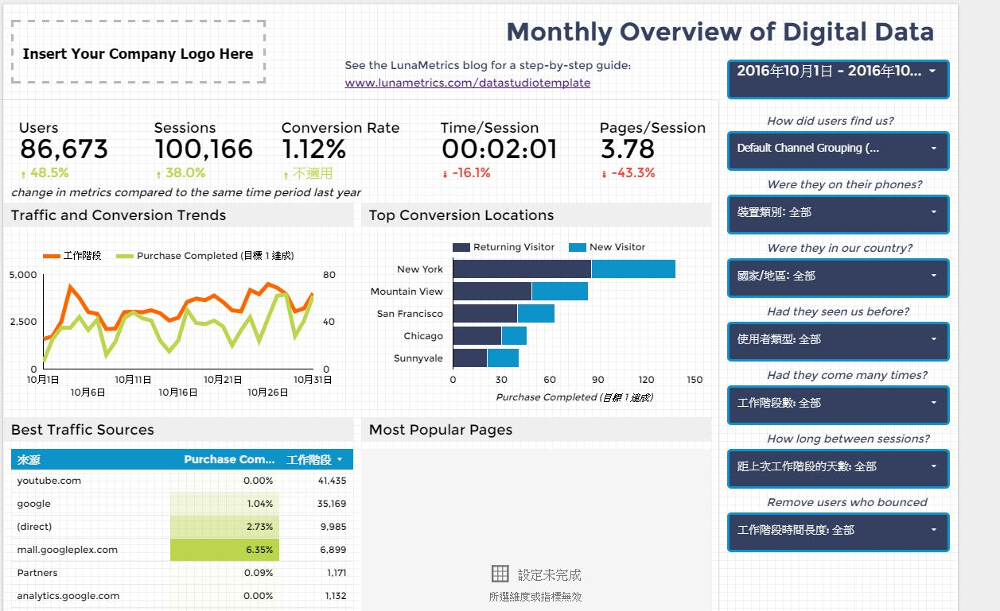 Insert Your Company Logo Here
Monthly Overview of Digital Data
See the LunaMetrics blog for a step-by-step guide:
www.lunametrics.com/datastudiotemplate
2016年10月1日 - 2016年10...
Users
86,673
48.5%
Sessions
100,166
38.0%
Conversion Rate
1.12%
不適用
Time/Session
00:02:01
-16.1%
Pages/Session
3.78
-43.3%
change in metrics compared to the same time period last year
How did users find us?
Default Channel Grouping (...
Were they on their phones?
裝置類別: 全部
Were they in our country?
國家/地區: 全部
Had they seen us before?
使用者類型: 全部
Had they come many times?
工作階段數: 全部
How long between sessions?
距上次工作階段的天數: 全部
Remove users who bounced
工作階段時間長度: 全部
Traffic and Conversion Trends
工作階段 Purchase Completed (目標 1 達成)
5,000 80
2,500 40
0 0
10月1日 10月11日 10月21日 10月31日
10月6日 10月16日 10月26日
Top Conversion Locations
Returning Visitor New Visitor
New York
Mountain View
San Francisco
Chicago
Sunnyvale
0 30 60 90 120 150
Purchase Completed (目標 1 達成)
Best Traffic Sources
來源 Purchase Com... 工作階段
youtube.com 0.00% 41,435
google 1.04% 35,169
(direct) 2.73% 9,985
mall.googleplex.com 6.35% 6,899
Partners 0.09% 1,171
analytics.google.com 0.00% 1,132
Most Popular Pages
設定未完成
所選維度或指標無效